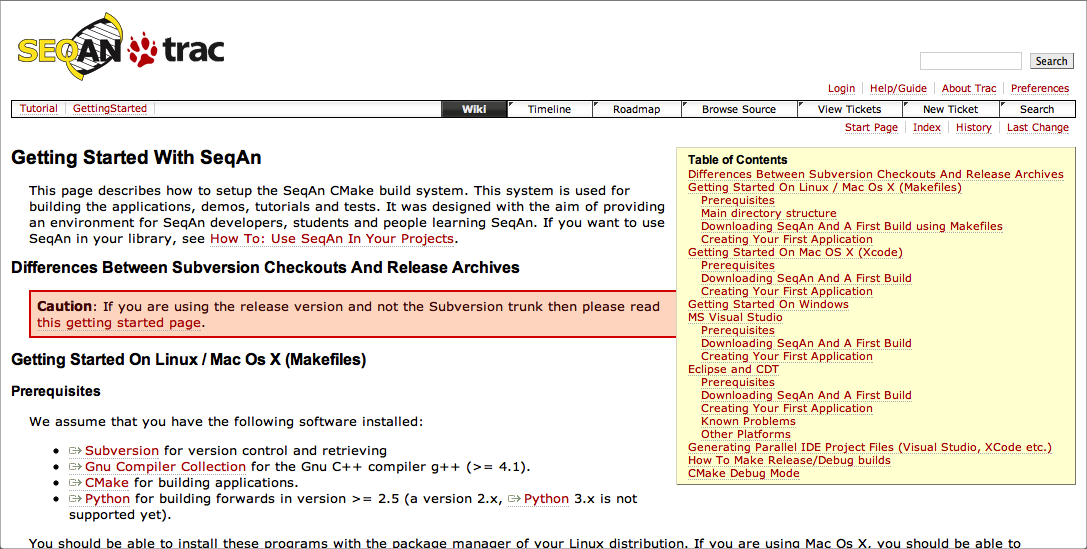 SEQAN trac
Search
Login Help/Guide About Trac Preferences
Tutorial GettingStarted Wiki Timeline Roadmap Browse Source View Tickets New Ticket Search
Start Page Index History Last Change
Getting Started With SeqAn
This page describes how to setup the SeqAn CMake build system. This system is used for
building the applications, demos, tutorials and tests. It was designed with the aim of providing
an environment for SeqAn developers, students and people learning SeqAn. If you want to use
SeqAn in your library, see How To: Use SeqAn In Your Projects.
Differences Between Subversion Checkouts And Release Archives
Caution: If you are using the release version and not the Subversion trunk then please read
this getting started page.
Getting Started On Linux / Mac Os X (Makefiles)
Prerequisites
We assume that you have the following software installed:
• Subversion for version control and retrieving
• Gnu Compiler Collection for the Gnu C++ compiler g++ (>= 4.1).
• CMake for building applications.
• Python for building forwards in version >= 2.5 (a version 2.x, Python 3.x is not
supported yet).
You should be able to install these programs with the package manager of your Linux distribution. If you are using Mac OS X, you should be able to
Table of Contents
Differences Between Subversion Checkouts And Release Archives
Getting Started On Linux / Mac Os X (Makefiles)
Prerequisites
Main directory structure
Downloading SeqAn And A First Build using Makefiles
Creating Your First Application
Getting Started On Mac OS X (Xcode)
Prerequisites
Downloading SeqAn And A First Build
Creating Your First Application
Getting Started On Windows
MS Visual Studio
Prerequisites
Downloading SeqAn And A First Build
Creating Your First Application
Eclipse and CDT
Prerequisites
Downloading SeqAn And A First Build
Creating Your First Application
Known Problems
Other Platforms
Generating Parallel IDE Project Files (Visual Studio, XCode etc.)
How To Make Release/Debug builds
CMake Debug Mode